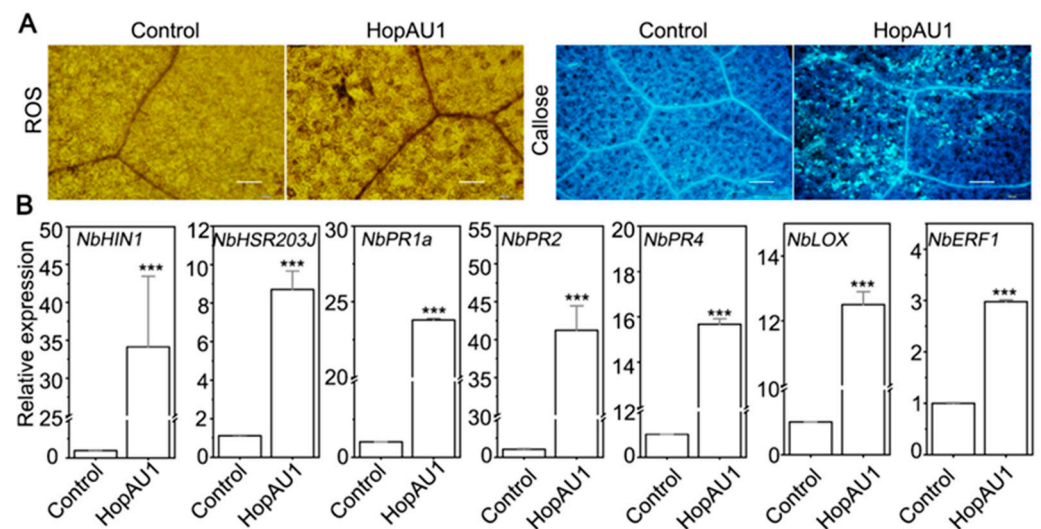 A
Control
HopAU1
Control
HopAU1
ROS
Callose
B
Relative expression
NbHIN1
***
50
45
40
35
30
25
0
Control
HopAU1
NbHSR203J
***
12
10
8
6
4
2
0
Control
HopAU1
NbPR1a
***
30
25
20
0
Control
HopAU1
NbPR2
***
50
45
40
35
30
0
Control
HopAU1
NbPR4
***
20
18
16
14
12
0
Control
HopAU1
NbLOX
***
14
12
10
0
Control
HopAU1
NbERF1
***
4
3
2
1
0
Control
HopAU1